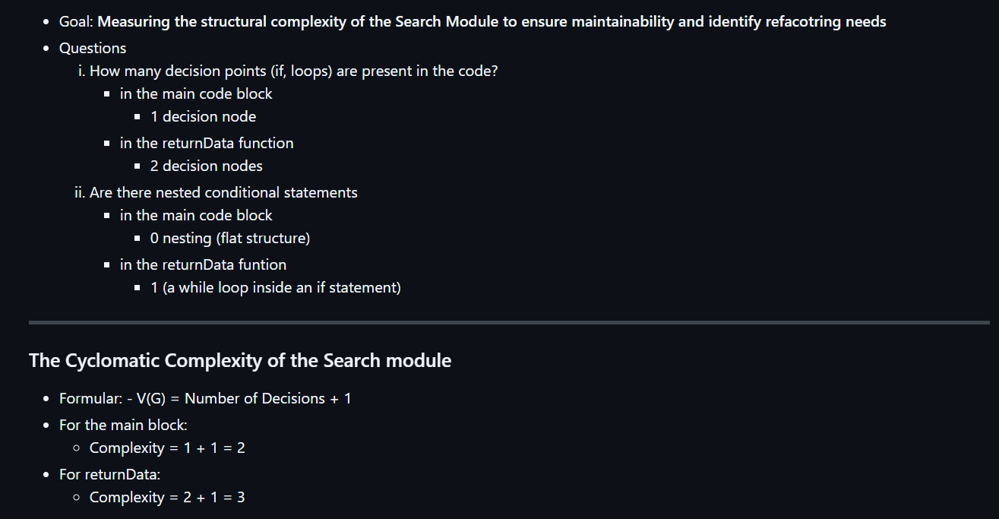 Goal: Measuring the structural complexity of the Search Module to ensure maintainability and identify refacotring needs
Questions
i. How many decision points (if, loops) are present in the code?
in the main code block
1 decision node
in the returnData function
2 decision nodes
ii. Are there nested conditional statements
in the main code block
0 nesting (flat structure)
in the returnData funtion
1 (a while loop inside an if statement)
The Cyclomatic Complexity of the Search module
Formular: - V(G) = Number of Decisions + 1
For the main block:
Complexity = 1 + 1 = 2
For returnData:
Complexity = 2 + 1 = 3